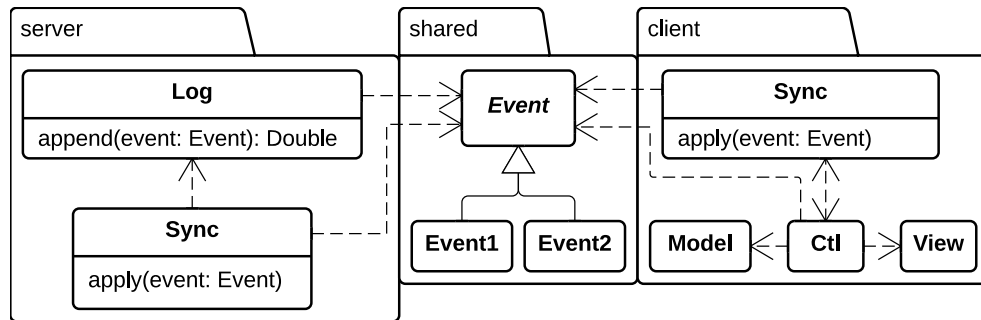 server
Log
append(event: Event): Double
Sync
apply(event: Event)
shared
Event
Event1
Event2
client
Sync
apply(event: Event)
Model
Ctl
View